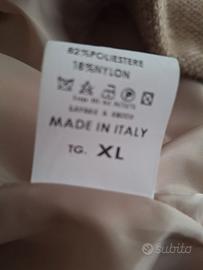 82%POLIESTERE
18%NYLON
MADE IN ITALY
TG. XL
subito